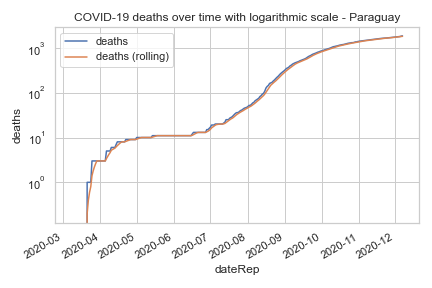 COVID-19 deaths over time with logarithmic scale - Paraguay
deaths
deaths (rolling)
10³
10²
10¹
10⁰
deaths
2020-03
2020-04
2020-05
2020-06
2020-07
2020-08
2020-09
2020-10
2020-11
2020-12
dateRep